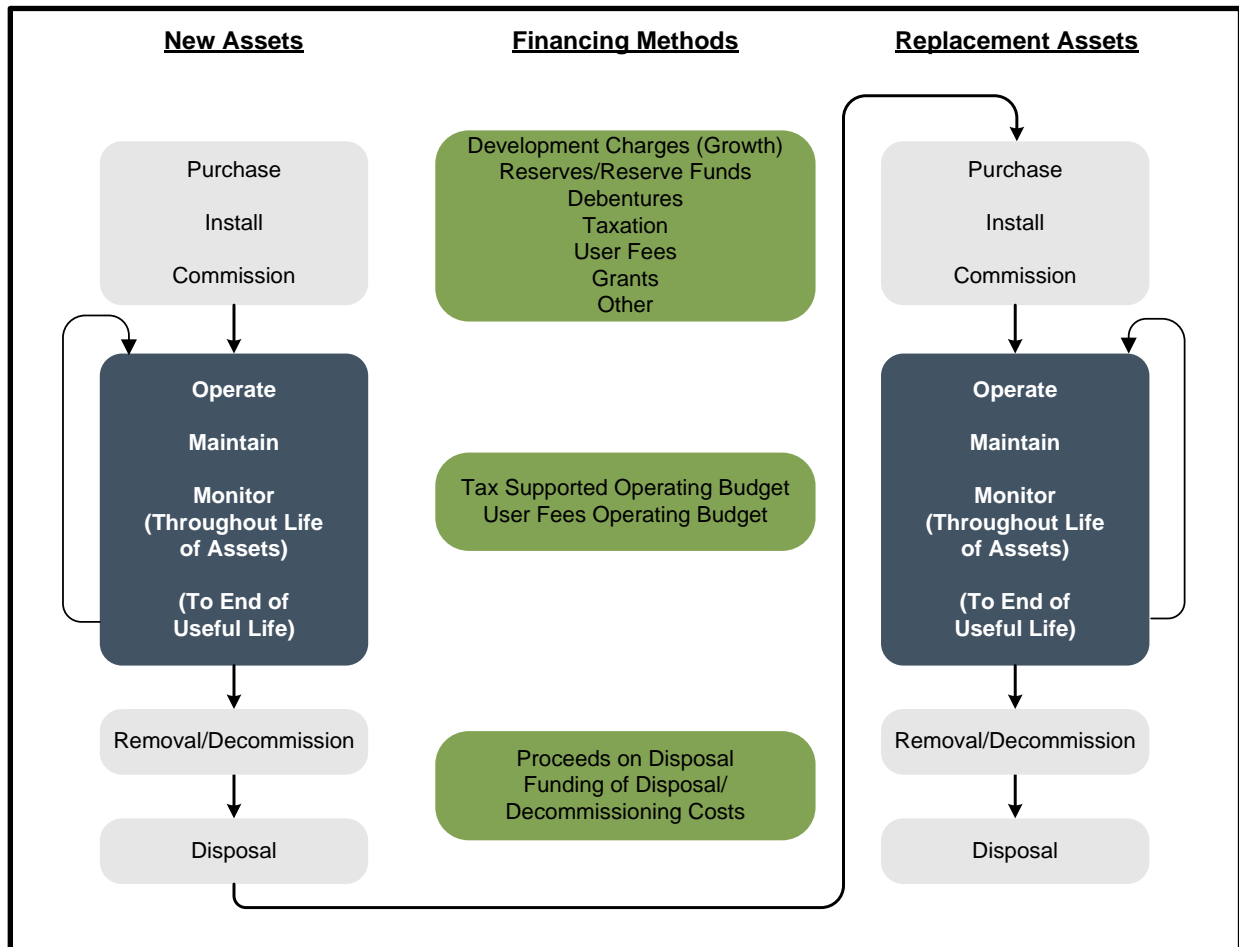 New Assets
Financing Methods
Replacement Assets
Purchase
Install
Commission
Operate
Maintain
Monitor
(Throughout Life
of Assets)
(To End of
Useful Life)
Removal/Decommission
Disposal
Development Charges (Growth)
Reserves/Reserve Funds
Debentures
Taxation
User Fees
Grants
Other
Tax Supported Operating Budget
User Fees Operating Budget
Proceeds on Disposal
Funding of Disposal/
Decommissioning Costs
Purchase
Install
Commission
Operate
Maintain
Monitor
(Throughout Life
of Assets)
(To End of
Useful Life)
Removal/Decommission
Disposal